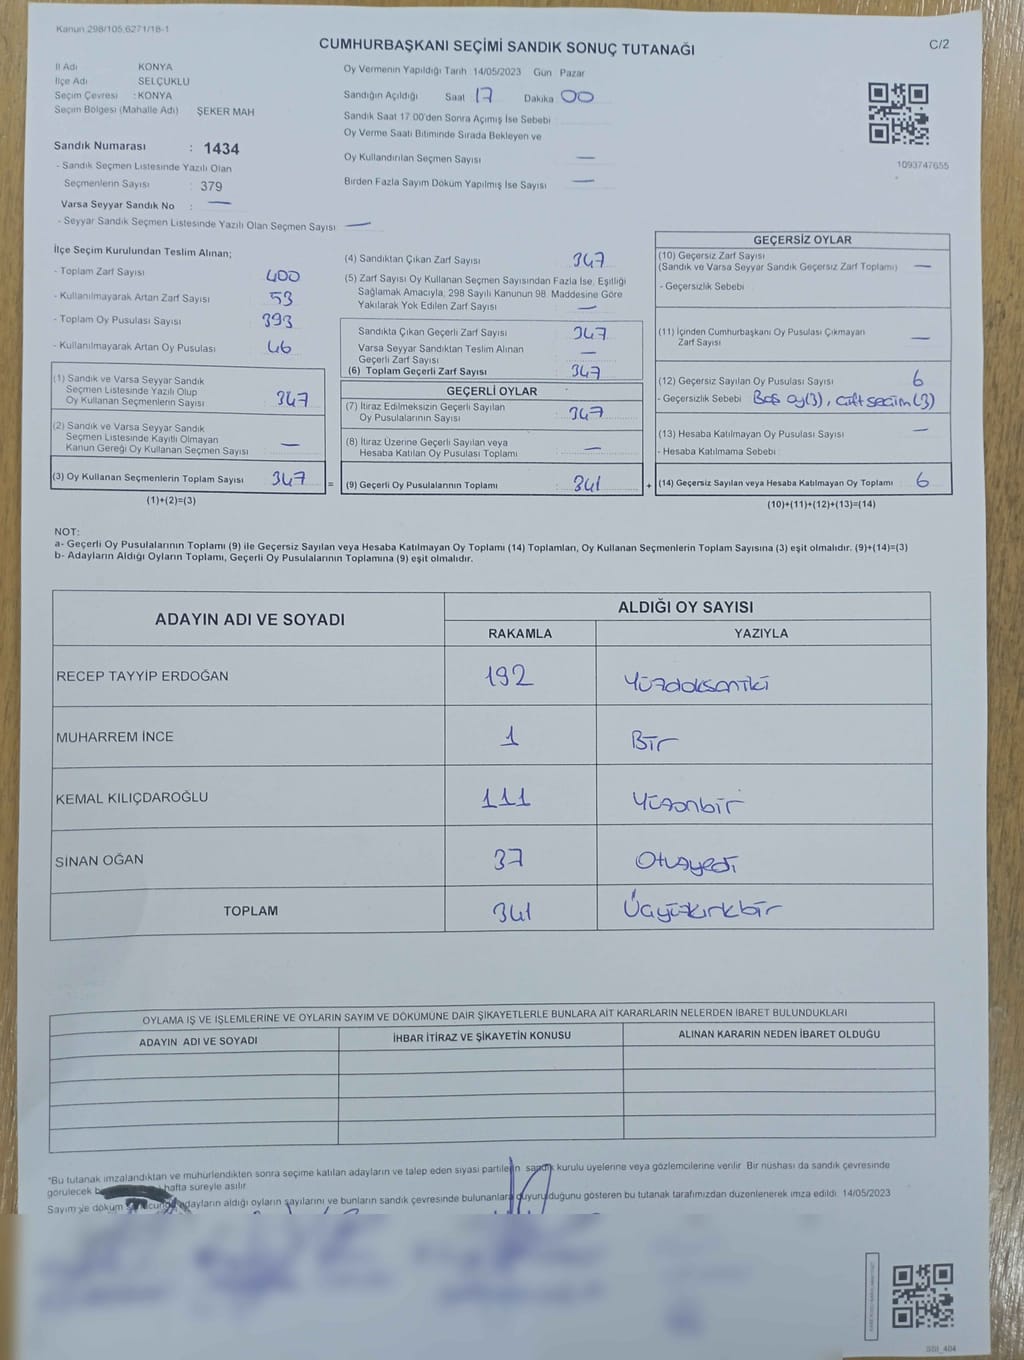 Kanun 298/105,6271/18-1
CUMHURBAŞKANI SEÇİMİ SANDIK SONUÇ TUTANAĞI
C/2
İl Adı KONYA
İlçe Adı SELÇUKLU
Seçim Çevresi : KONYA
Seçim Bölgesi (Mahalle Adı) ŞEKER MAH
Sandık Numarası : 1434
- Sandık Seçmen Listesinde Yazılı Olan
Seçmenlerin Sayısı : 379
Varsa Seyyar Sandık No : —
- Seyyar Sandık Seçmen Listesinde Yazılı Olan Seçmen Sayısı —
Oy Vermenin Yapıldığı Tarih 14/05/2023 Gün Pazar
Sandığın Açıldığı Saat 17 Dakika 00
Sandık Saat 17:00'den Sonra Açılmış İse Sebebi
Oy Verme Saati Bitiminde Sırada Bekleyen ve
Oy Kullandırılan Seçmen Sayısı —
Birden Fazla Sayım Döküm Yapılmış İse Sayısı —
1093747655
İlçe Seçim Kurulundan Teslim Alınan;
- Toplam Zarf Sayısı 400
- Kullanılmayarak Artan Zarf Sayısı 53
- Toplam Oy Pusulası Sayısı 393
- Kullanılmayarak Artan Oy Pusulası 46
(1) Sandık ve Varsa Seyyar Sandık
Seçmen Listesinde Yazılı Olup
Oy Kullanan Seçmenlerin Sayısı 347
(2) Sandık ve Varsa Seyyar Sandık
Seçmen Listesinde Kayıtlı Olmayan
Kanun Gereği Oy Kullanan Seçmen Sayısı —
(3) Oy Kullanan Seçmenlerin Toplam Sayısı 347
(1)+(2)=(3)
(4) Sandıktan Çıkan Zarf Sayısı 347
(5) Zarf Sayısı Oy Kullanan Seçmen Sayısından Fazla İse, Eşitliği
Sağlamak Amacıyla, 298 Sayılı Kanunun 98. Maddesine Göre
Yakılarak Yok Edilen Zarf Sayısı —
Sandıkta Çıkan Geçerli Zarf Sayısı 347
Varsa Seyyar Sandıktan Teslim Alınan
Geçerli Zarf Sayısı —
(6) Toplam Geçerli Zarf Sayısı 347
GEÇERLİ OYLAR
(7) İtiraz Edilmeksizin Geçerli Sayılan
Oy Pusulalarının Sayısı 347
(8) İtiraz Üzerine Geçerli Sayılan veya
Hesaba Katılan Oy Pusulası Toplamı —
= (9) Geçerli Oy Pusulalarının Toplamı 341
GEÇERSİZ OYLAR
(10) Geçersiz Zarf Sayısı
(Sandık ve Varsa Seyyar Sandık Geçersiz Zarf Toplamı) —
- Geçersizlik Sebebi
(11) İçinden Cumhurbaşkanı Oy Pusulası Çıkmayan
Zarf Sayısı —
(12) Geçersiz Sayılan Oy Pusulası Sayısı 6
- Geçersizlik Sebebi Boş oy(3), çift seçim(3)
(13) Hesaba Katılmayan Oy Pusulası Sayısı —
- Hesaba Katılmama Sebebi
+ (14) Geçersiz Sayılan veya Hesaba Katılmayan Oy Toplamı 6
(10)+(11)+(12)+(13)=(14)
NOT:
a- Geçerli Oy Pusulalarının Toplamı (9) ile Geçersiz Sayılan veya Hesaba Katılmayan Oy Toplamı (14) Toplamları, Oy Kullanan Seçmenlerin Toplam Sayısına (3) eşit olmalıdır. (9)+(14)=(3)
b- Adayların Aldığı Oyların Toplamı, Geçerli Oy Pusulalarının Toplamına (9) eşit olmalıdır.
ADAYIN ADI VE SOYADI ALDIĞI OY SAYISI
RAKAMLA YAZIYLA
RECEP TAYYİP ERDOĞAN 192 Yüzdoksaniki
MUHARREM İNCE 1 Bir
KEMAL KILIÇDAROĞLU 111 Yüzonbir
SİNAN OĞAN 37 Otuzyedi
TOPLAM 341 Üçyüzkırkbir
OYLAMA İŞ VE İŞLEMLERİNE VE OYLARIN SAYIM VE DÖKÜMÜNE DAİR ŞİKAYETLERLE BUNLARA AİT KARARLARIN NELERDEN İBARET BULUNDUKLARI
ADAYIN ADI VE SOYADI İHBAR İTİRAZ VE ŞİKAYETİN KONUSU ALINAN KARARIN NEDEN İBARET OLDUĞU
*Bu tutanak imzalandıktan ve mühürlendikten sonra seçime katılan adayların ve talep eden siyasi partilerin sandık kurulu üyelerine veya gözlemcilerine verilir. Bir nüshası da sandık çevresinde
görülecek hafta süreyle asılır.
Sayım ve döküm adayların aldığı oyların sayılarını ve bunların sandık çevresinde bulunanlara duyurulduğunu gösteren bu tutanak tarafımızdan düzenlenerek imza edildi. 14/05/2023